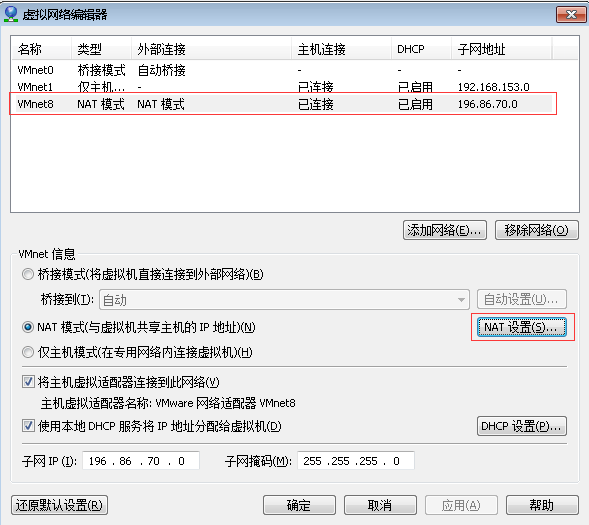 虚拟网络编辑器
名称 类型 外部连接 主机连接 DHCP 子网地址
VMnet0 桥接模式 自动桥接 - - -
VMnet1 仅主机... - 已连接 已启用 192.168.153.0
VMnet8 NAT 模式 NAT 模式 已连接 已启用 196.86.70.0
添加网络(E)... 移除网络(O)
VMnet 信息
桥接模式(将虚拟机直接连接到外部网络)(B)
桥接到(T): 自动 自动设置(U)...
NAT 模式(与虚拟机共享主机的 IP 地址)(N) NAT 设置(S)...
仅主机模式(在专用网络内连接虚拟机)(H)
将主机虚拟适配器连接到此网络(V)
主机虚拟适配器名称: VMware 网络适配器 VMnet8
使用本地 DHCP 服务将 IP 地址分配给虚拟机(D) DHCP 设置(P)...
子网 IP (I): 196 . 86 . 70 . 0 子网掩码(M): 255 .255 .255 . 0
还原默认设置(R) 确定 取消 应用(A) 帮助